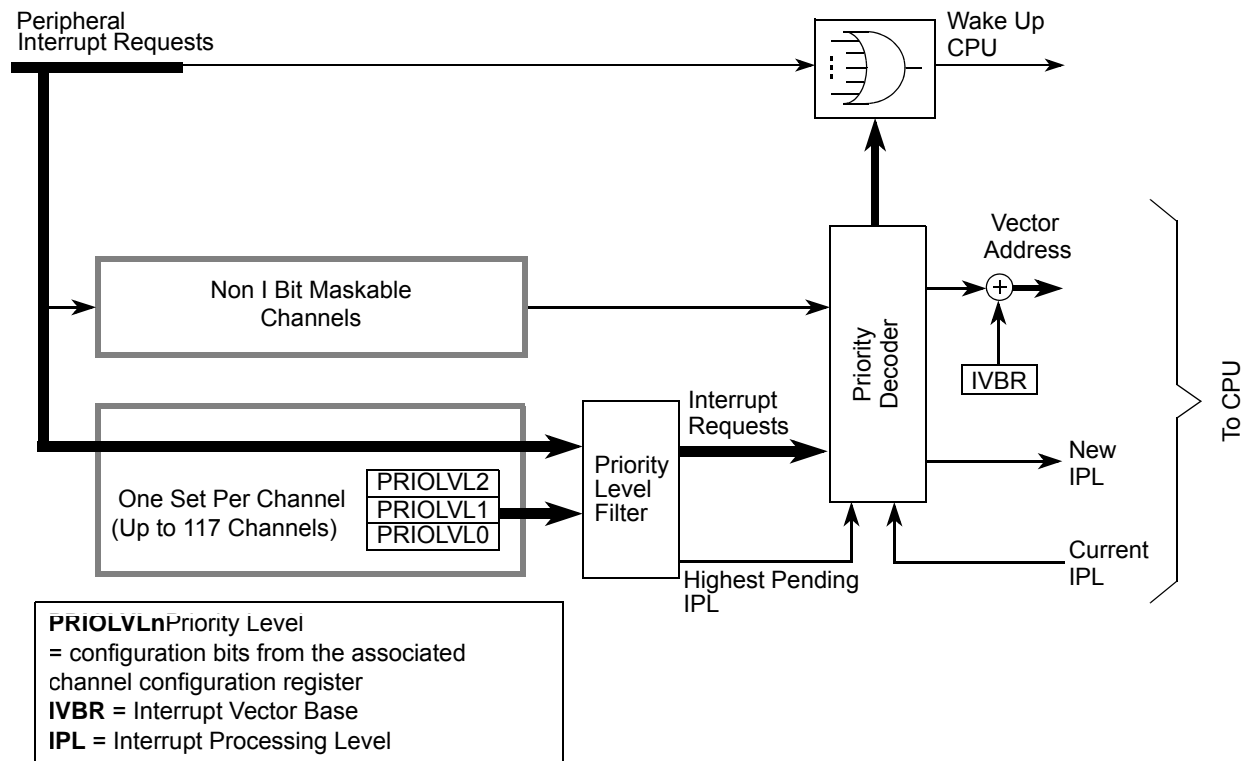 Peripheral
Interrupt Requests
Wake Up
CPU
Vector
Address
Non I Bit Maskable
Channels
Priority
Decoder
IVBR
To CPU
Interrupt
Requests
New
IPL
Priority
Level
Filter
PRIOLVL2
One Set Per Channel
PRIOLVL1
(Up to 117 Channels)
PRIOLVL0
Current
IPL
Highest Pending
IPL
PRIOLVLnPriority Level
= configuration bits from the associated
channel configuration register
IVBR = Interrupt Vector Base
IPL = Interrupt Processing Level
+